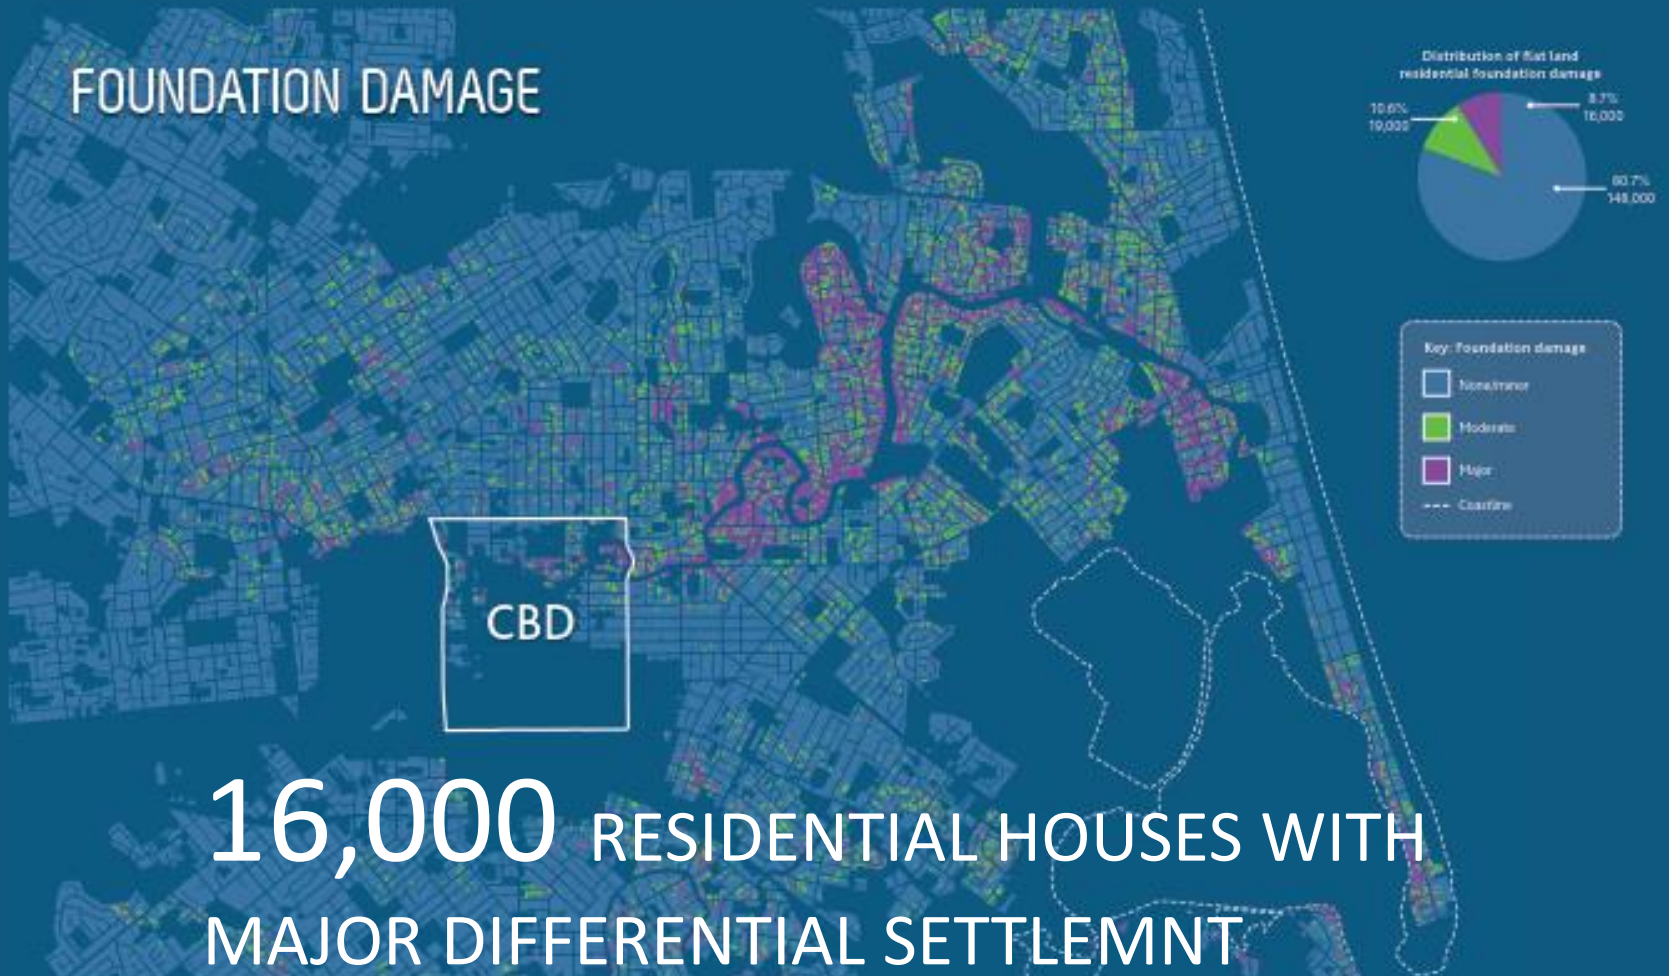 FOUNDATION DAMAGE
Distribution of flat land
residential foundation damage
10.6%
19,000
8.7%
16,000
80.7%
148,000
Key: Foundation damage
None/minor
Moderate
Major
Coastline
CBD
16,000 RESIDENTIAL HOUSES WITH
MAJOR DIFFERENTIAL SETTLEMNT